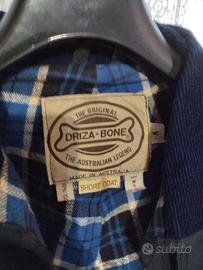 THE ORIGINAL
DRIZA-BONE
THE AUSTRALIAN LEGEND
MADE IN AUSTRALIA
SHORT COAT
subito